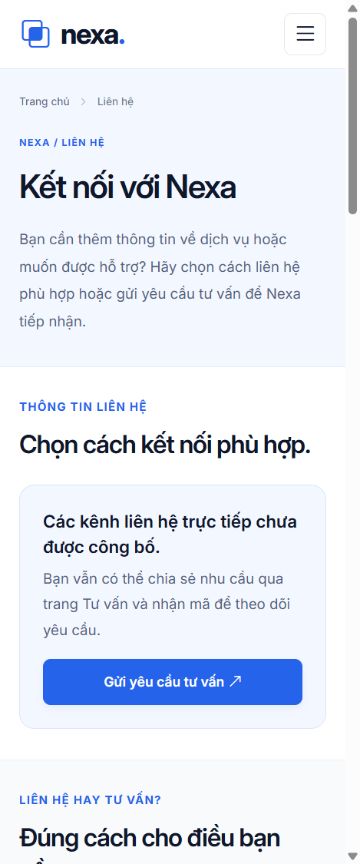 nexa.
Trang chủ > Liên hệ
NEXA / LIÊN HỆ
Kết nối với Nexa
Bạn cần thêm thông tin về dịch vụ hoặc
muốn được hỗ trợ? Hãy chọn cách liên hệ
phù hợp hoặc gửi yêu cầu tư vấn để Nexa
tiếp nhận.
THÔNG TIN LIÊN HỆ
Chọn cách kết nối phù hợp.
Các kênh liên hệ trực tiếp chưa
được công bố.
Bạn vẫn có thể chia sẻ nhu cầu qua
trang Tư vấn và nhận mã để theo dõi
yêu cầu.
Gửi yêu cầu tư vấn ↗
LIÊN HỆ HAY TƯ VẤN?
Đúng cách cho điều bạn